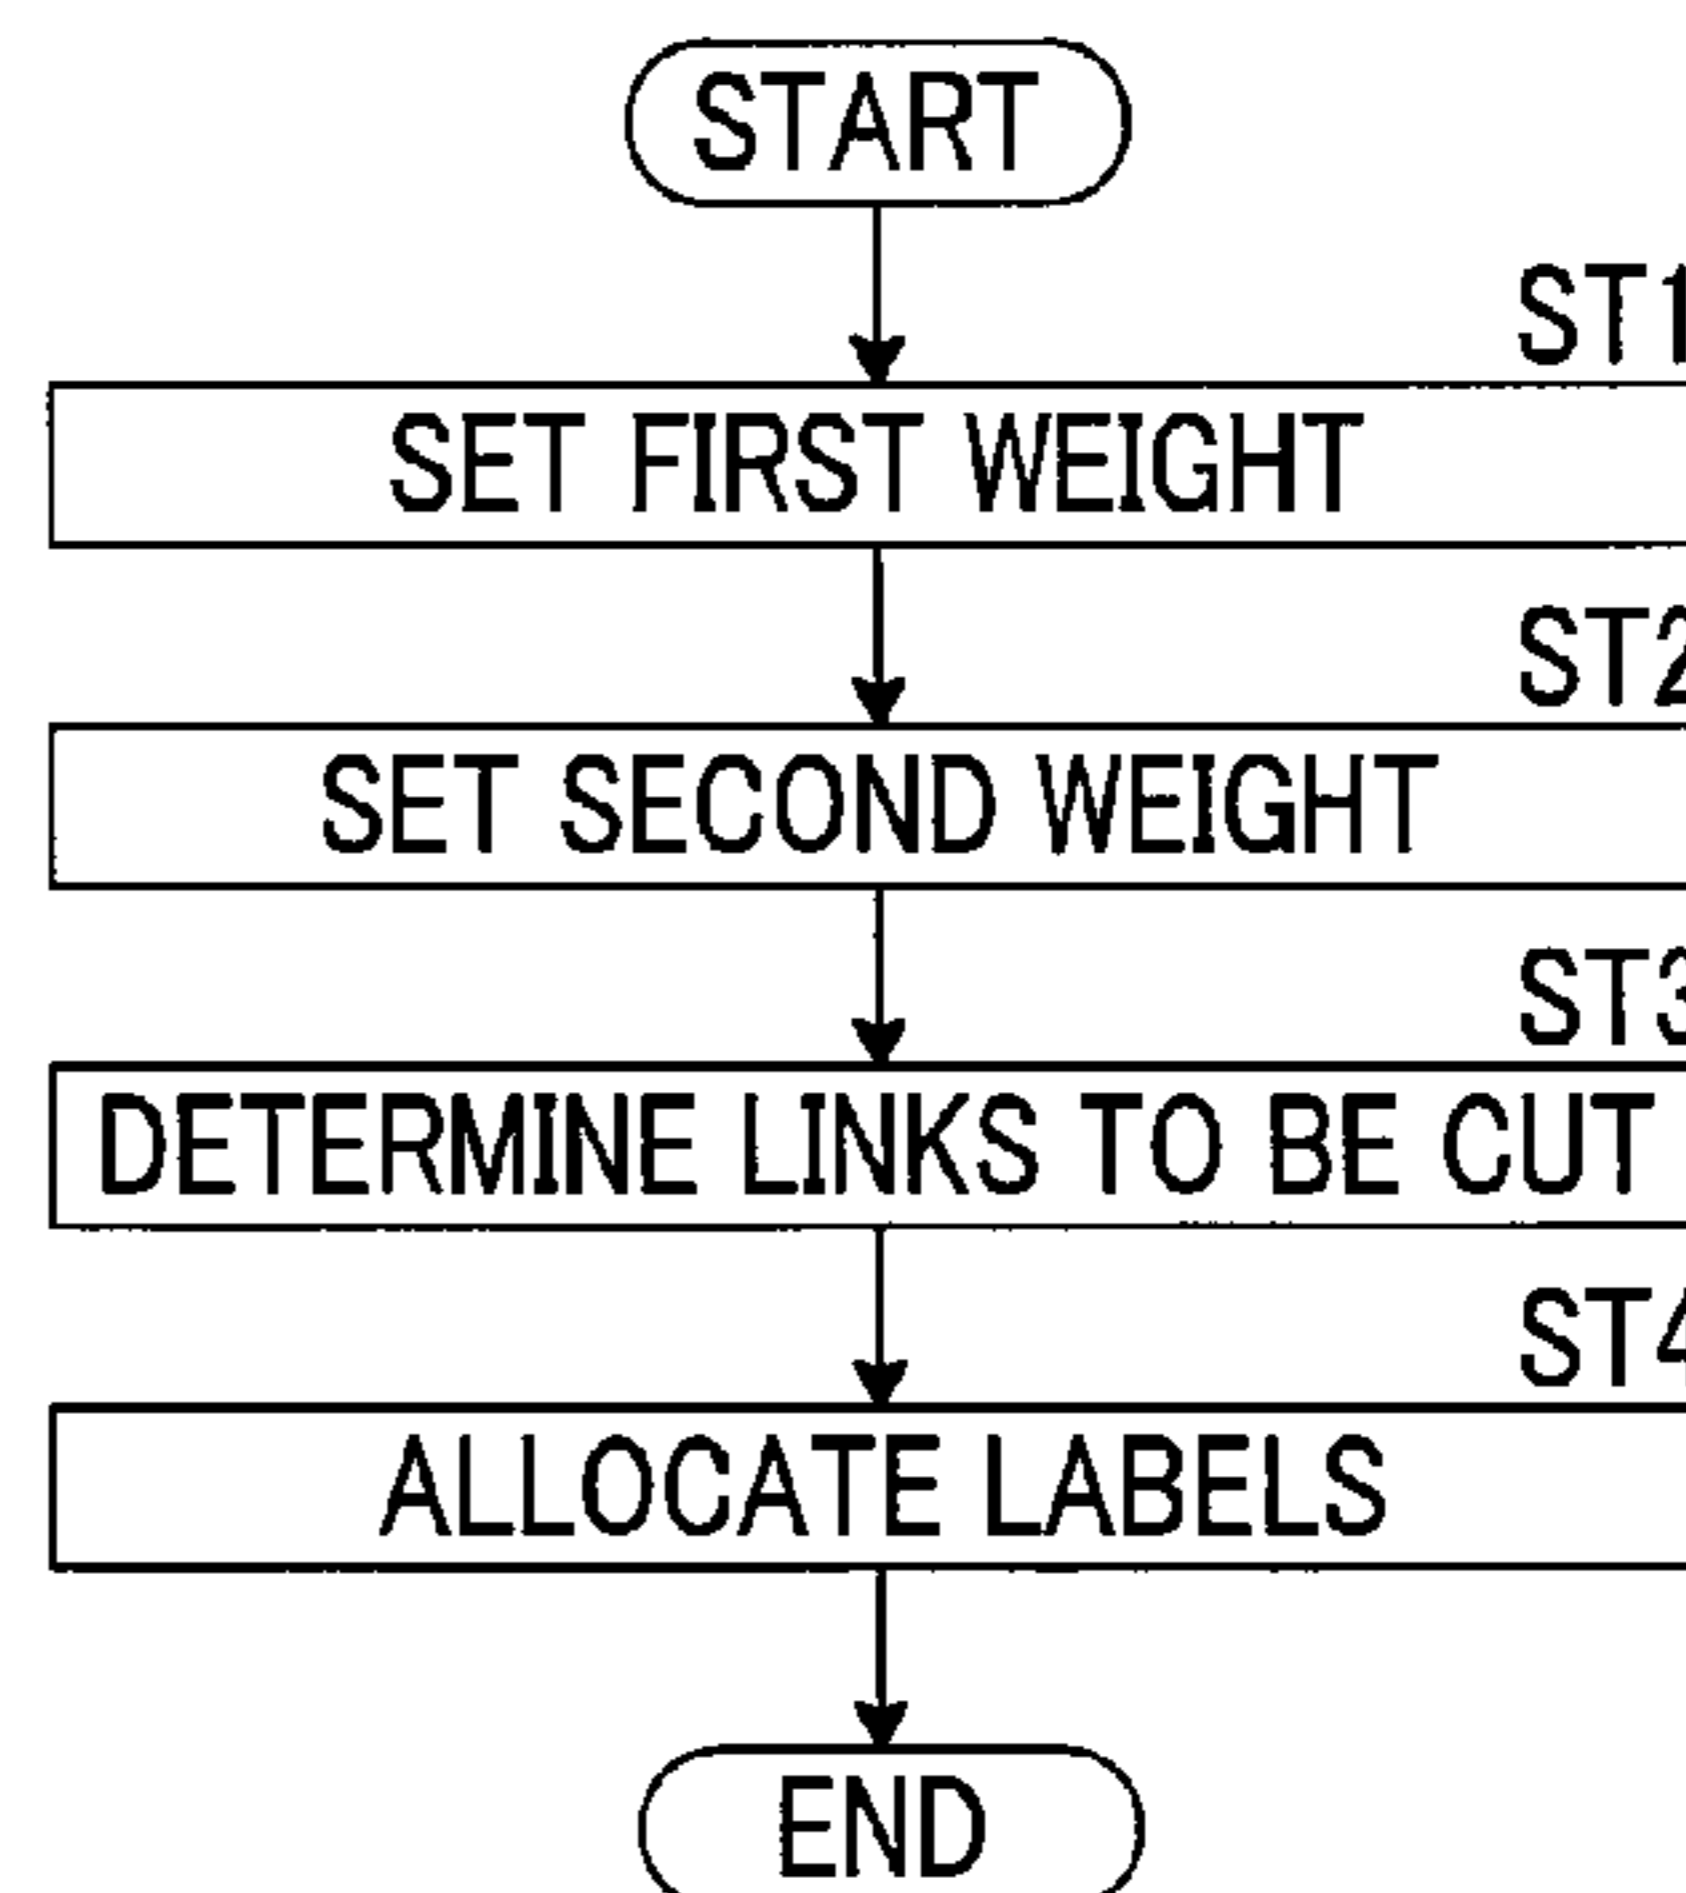 START
ST1
SET FIRST WEIGHT
ST2
SET SECOND WEIGHT
ST3
DETERMINE LINKS TO BE CUT
ST4
ALLOCATE LABELS
END